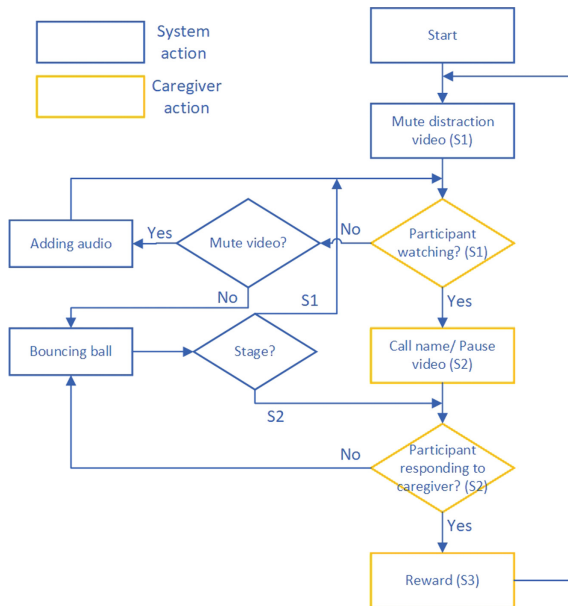 System
action
Caregiver
action
Start
Mute distraction
video (S1)
Participant
watching? (S1)
No
Mute video?
Yes
Adding audio
No
S1
Yes
Bouncing ball
Stage?
Call name/ Pause
video (S2)
S2
No
Participant
responding to
caregiver? (S2)
Yes
Reward (S3)